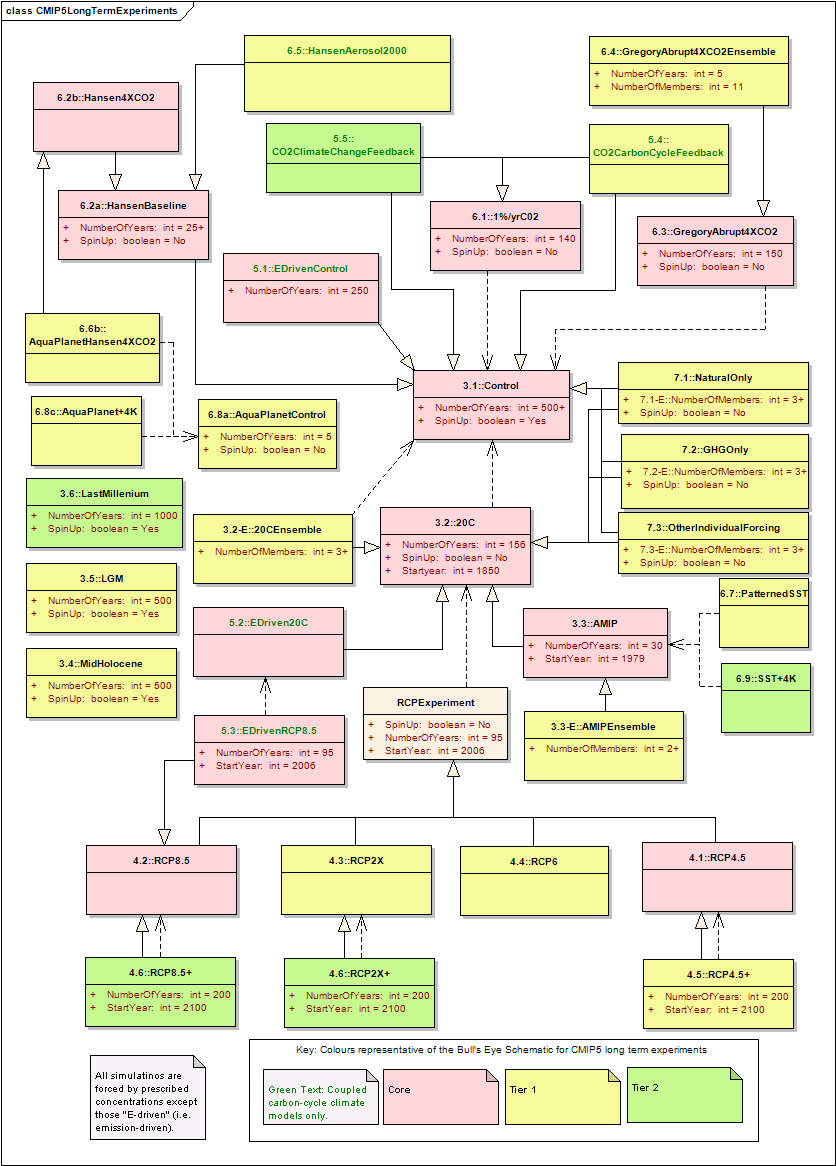 class CMIP5LongTermExperiments
6.5::HansenAerosol2000
6.4::GregoryAbrupt4XCO2Ensemble
+ NumberOfYears: int = 5
+ NumberOfMembers: int = 11
6.2b::Hansen4XCO2
5.5::
CO2ClimateChangeFeedback
5.4::
CO2CarbonCycleFeedback
6.2a::HansenBaseline
+ NumberOfYears: int = 25+
+ SpinUp: boolean = No
6.1::1%/yrC02
+ NumberOfYears: int = 140
+ SpinUp: boolean = No
6.3::GregoryAbrupt4XCO2
+ NumberOfYears: int = 150
+ SpinUp: boolean = No
5.1::EDrivenControl
+ NumberOfYears: int = 250
6.6b::
AquaPlanetHansen4XCO2
3.1::Control
+ NumberOfYears: int = 500+
+ SpinUp: boolean = Yes
7.1::NaturalOnly
+ 7.1-E::NumberOfMembers: int = 3+
+ SpinUp: boolean = No
6.8c::AquaPlanet+4K
6.8a::AquaPlanetControl
+ NumberOfYears: int = 5
+ SpinUp: boolean = No
7.2::GHGOnly
+ 7.2-E::NumberOfMembers: int = 3+
+ SpinUp: boolean = No
3.6::LastMillenium
+ NumberOfYears: int = 1000
+ SpinUp: boolean = Yes
3.2-E::20CEnsemble
+ NumberOfMembers: int = 3+
3.2::20C
+ NumberOfYears: int = 156
+ SpinUp: boolean = No
+ Startyear: int = 1850
7.3::OtherIndividualForcing
+ 7.3-E::NumberOfMembers: int = 3+
+ SpinUp: boolean = No
3.5::LGM
+ NumberOfYears: int = 500
+ SpinUp: boolean = Yes
5.2::EDriven20C
3.3::AMIP
+ NumberOfYears: int = 30
+ StartYear: int = 1979
6.7::PatternedSST
3.4::MidHolocene
+ NumberOfYears: int = 500
+ SpinUp: boolean = Yes
6.9::SST+4K
5.3::EDrivenRCP8.5
+ NumberOfYears: int = 95
+ StartYear: int = 2006
RCPExperiment
+ SpinUp: boolean = No
+ NumberOfYears: int = 95
+ StartYear: int = 2006
3.3-E::AMIPEnsemble
+ NumberOfMembers: int = 2+
4.2::RCP8.5
4.3::RCP2X
4.4::RCP6
4.1::RCP4.5
4.6::RCP8.5+
+ NumberOfYears: int = 200
+ StartYear: int = 2100
4.6::RCP2X+
+ NumberOfYears: int = 200
+ StartYear: int = 2100
4.5::RCP4.5+
+ NumberOfYears: int = 200
+ StartYear: int = 2100
All simulatinos are
forced by prescribed
concentrations except
those "E-driven" (i.e.
emission-driven).
Key: Colours representative of the Bull's Eye Schematic for CMIP5 long term experiments
Green Text: Coupled
carbon-cycle climate
models only.
Core
Tier 1
Tier 2